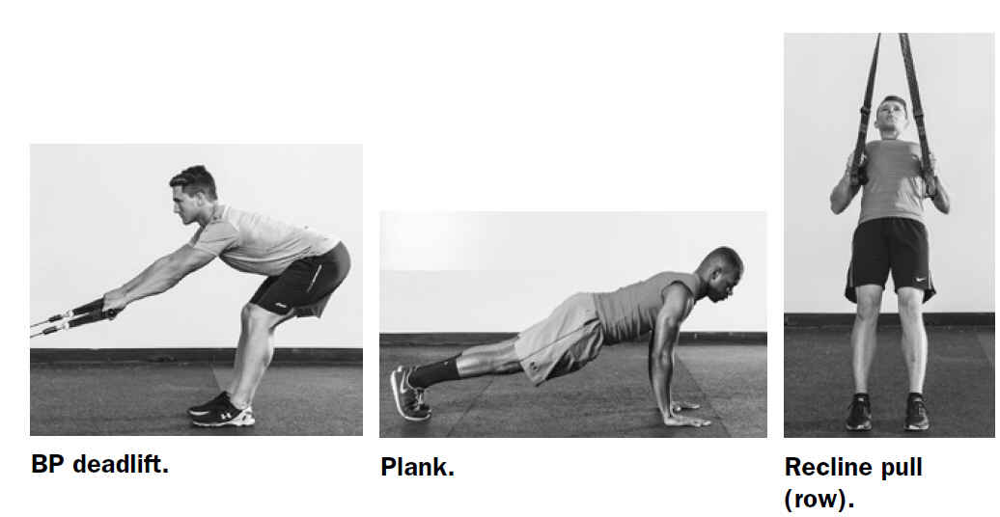 BP deadlift.
Plank.
Recline pull
(row).